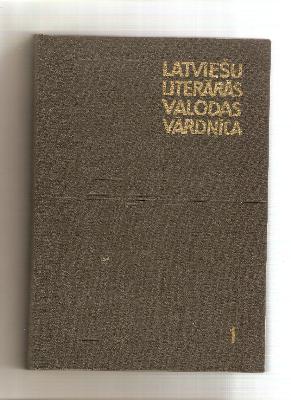 LATVIEŠU
LITERĀRĀS
VALODAS
VĀRDNĪCA
1